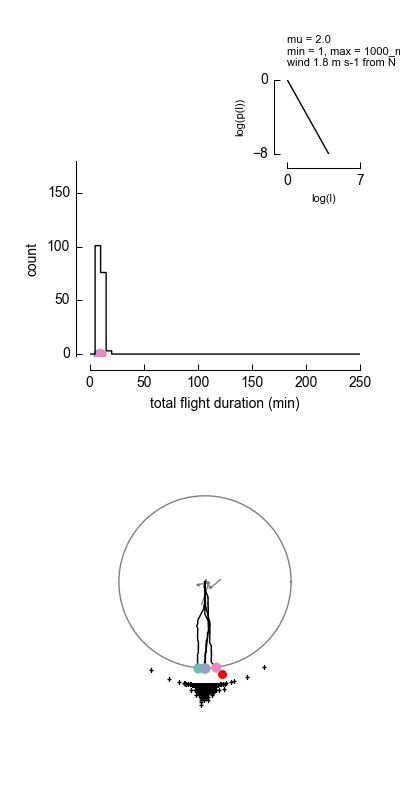 mu = 2.0
min = 1, max = 1000_m
wind 1.8 m s-1 from N
0
log(p(l))
−8
0
7
log(l)
150
100
count
50
0
0
50
100
150
200
250
total flight duration (min)